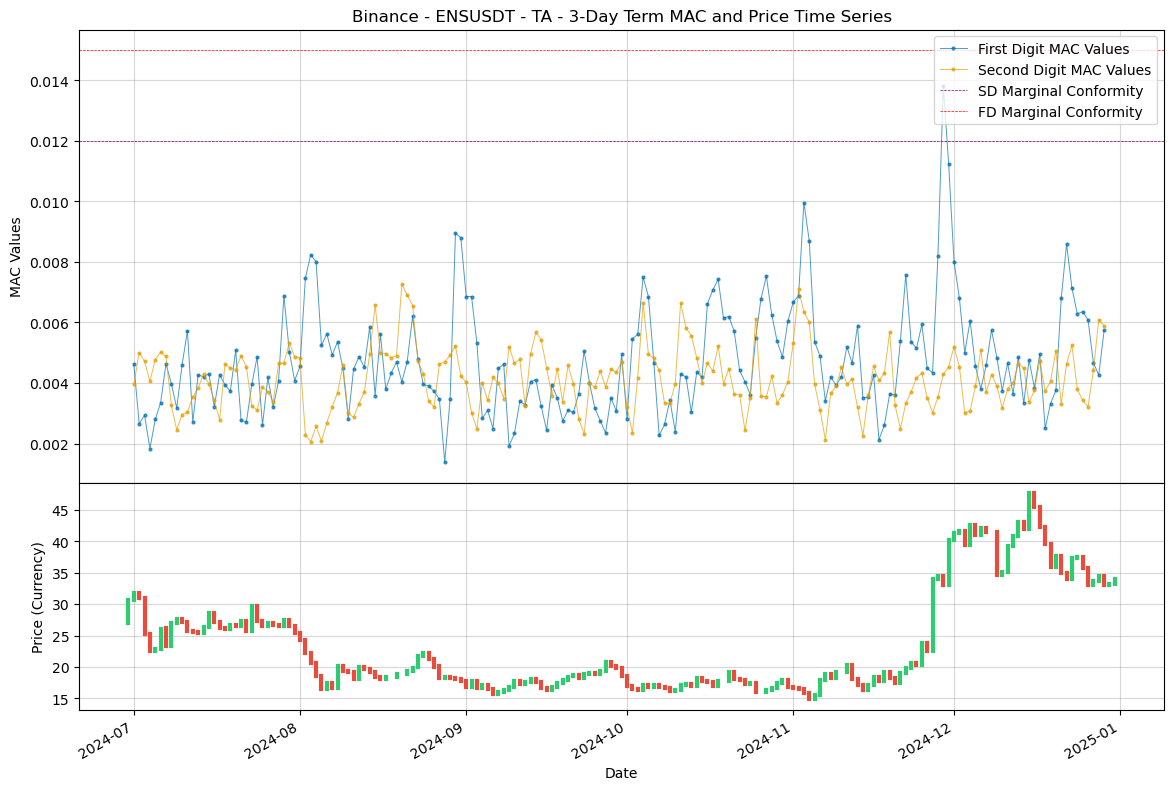 Binance - ENSUSDT - TA - 3-Day Term MAC and Price Time Series
First Digit MAC Values
Second Digit MAC Values
SD Marginal Conformity
FD Marginal Conformity
MAC Values
0.014
0.012
0.010
0.008
0.006
0.004
0.002
Price (Currency)
45
40
35
30
25
20
15
2024-07
2024-08
2024-09
2024-10
2024-11
2024-12
2025-01
Date